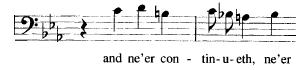 and ne'er con - tin-u-eth, ne'er